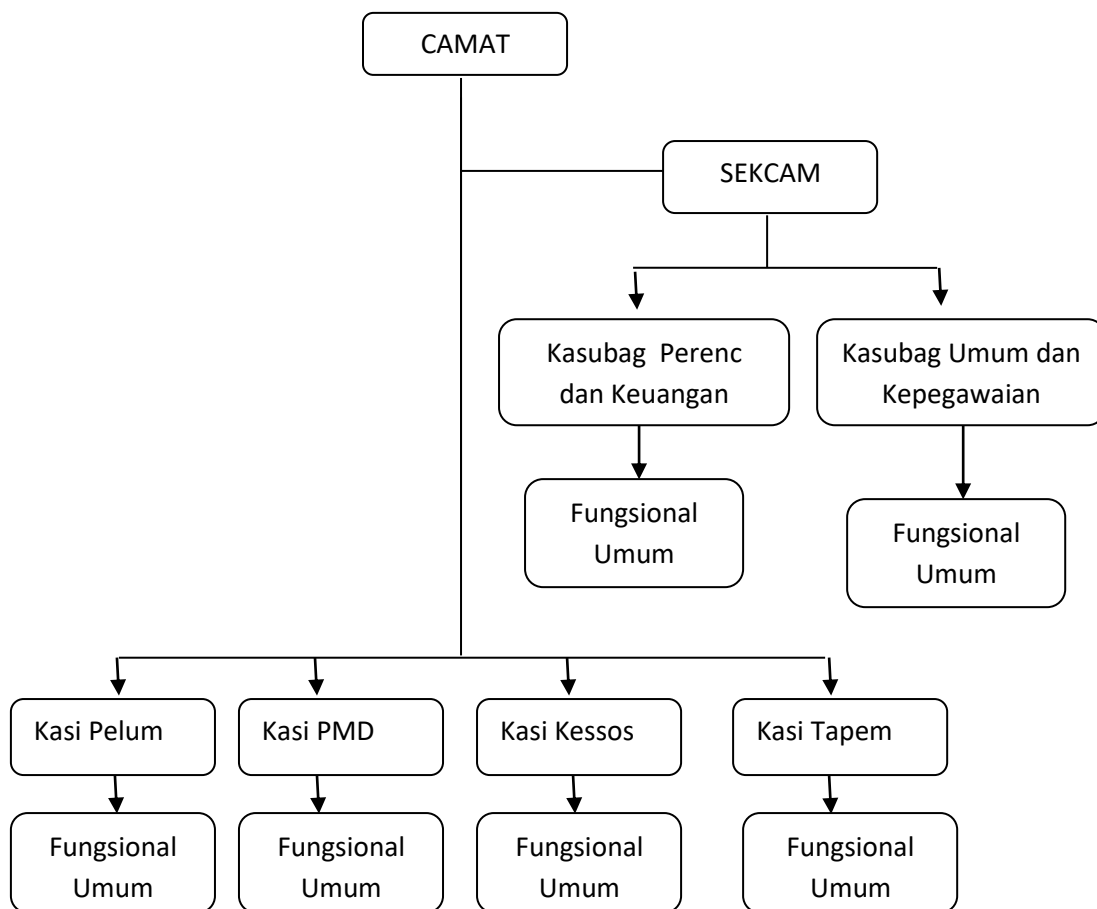 CAMAT
SEKCAM
Kasubag Perenc
dan Keuangan
Kasubag Umum dan
Kepegawaian
Fungsional
Umum
Fungsional
Umum
Kasi Pelum
Kasi PMD
Kasi Kessos
Kasi Tapem
Fungsional
Umum
Fungsional
Umum
Fungsional
Umum
Fungsional
Umum